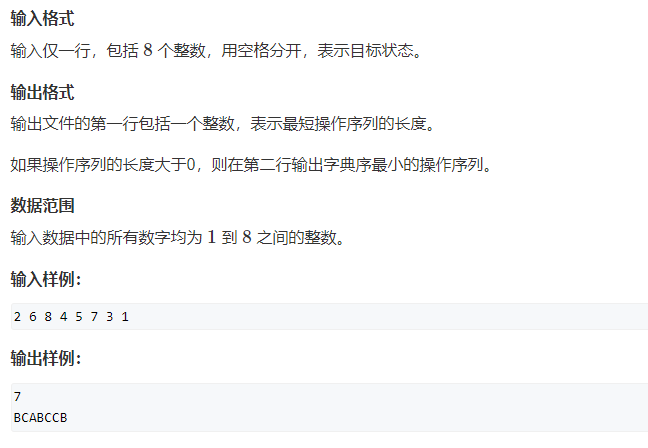 输入格式
输入仅一行，包括 8 个整数，用空格分开，表示目标状态。
输出格式
输出文件的第一行包括一个整数，表示最短操作序列的长度。
如果操作序列的长度大于0，则在第二行输出字典序最小的操作序列。
数据范围
输入数据中的所有数字均为 1 到 8 之间的整数。
输入样例：
2 6 8 4 5 7 3 1
输出样例：
7
BCABCCB